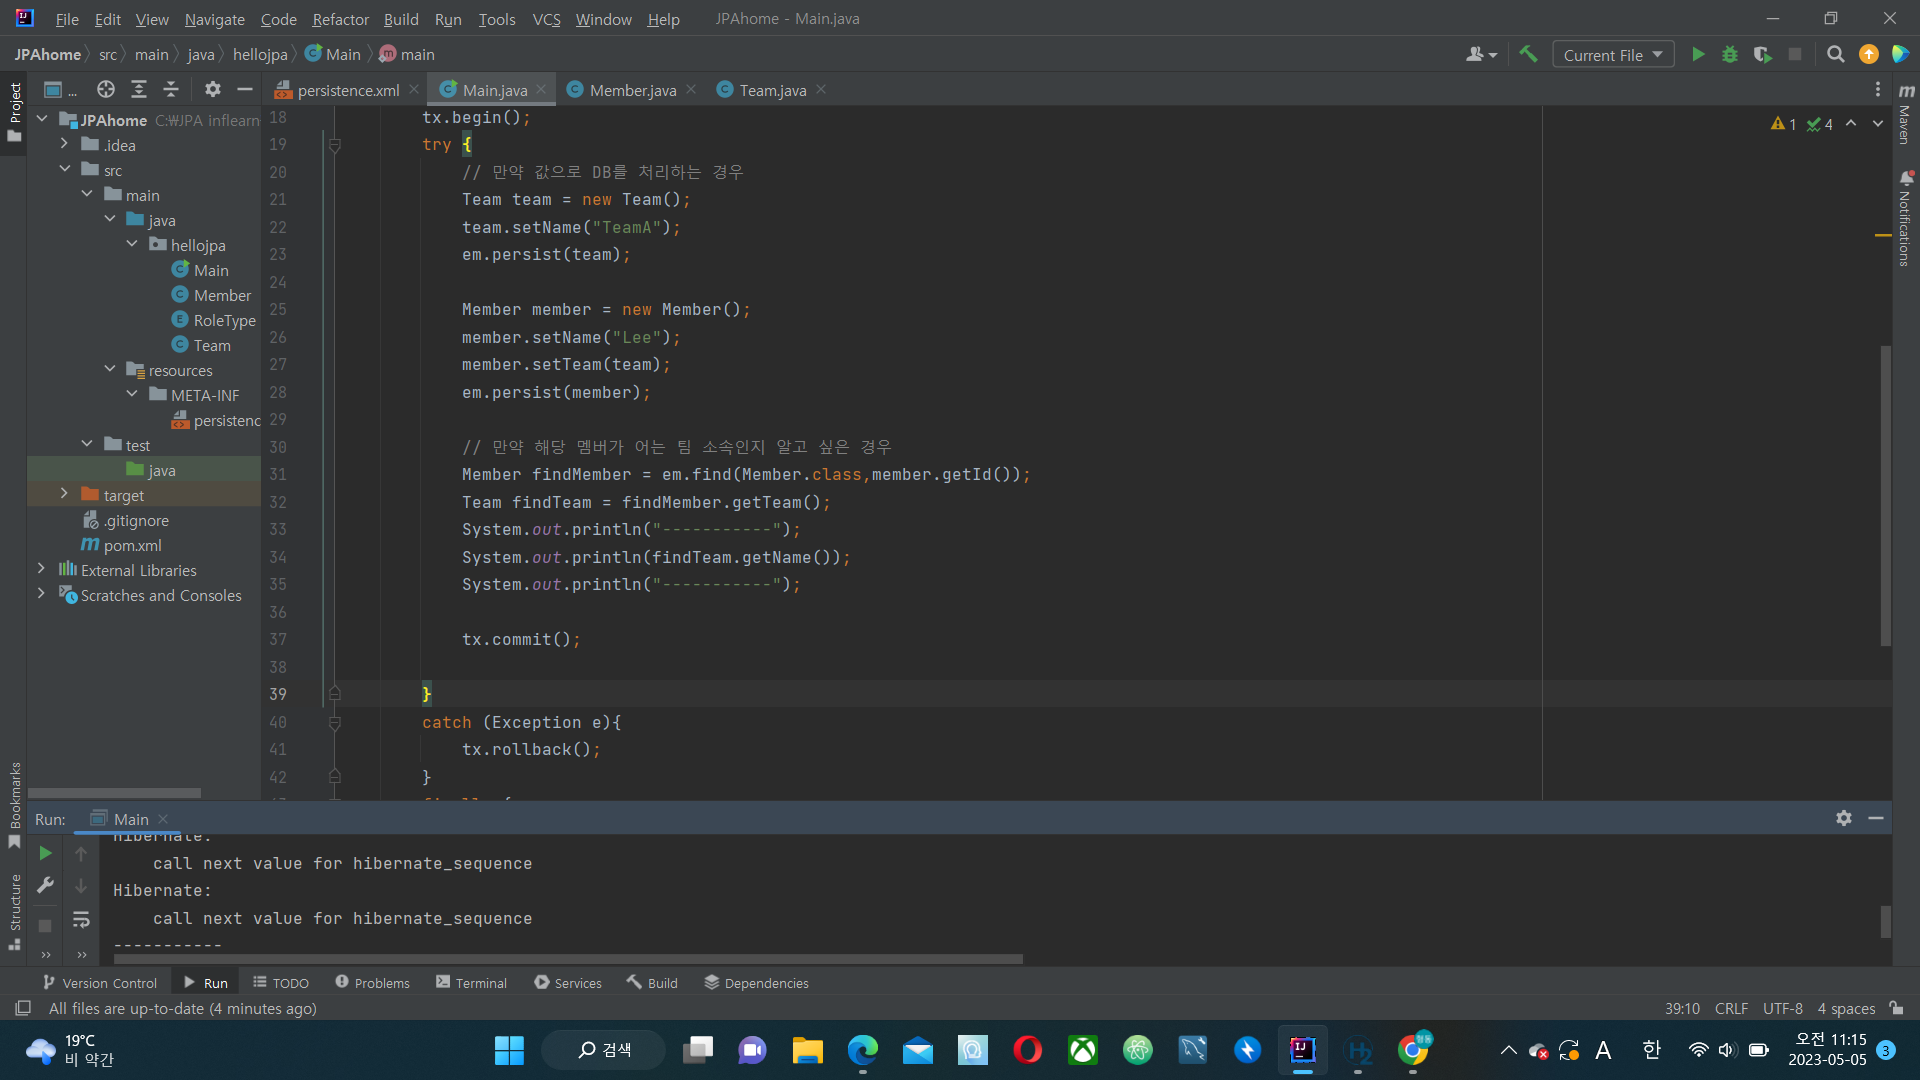 File Edit View Navigate Code Refactor Build Run Tools VCS Window Help JPAhome - Main.java
JPAhome src main java hellojpa Main main
Current File
Project
... persistence.xml Main.java Member.java Team.java
JPAhome C:\JPA inflearn
.idea
src
main
java
hellojpa
Main
Member
RoleType
Team
resources
META-INF
persistenc
test
java
target
.gitignore
pom.xml
External Libraries
Scratches and Consoles
18 tx.begin();
19 try {
20 // 만약 값으로 DB를 처리하는 경우
21 Team team = new Team();
22 team.setName("TeamA");
23 em.persist(team);
24
25 Member member = new Member();
26 member.setName("Lee");
27 member.setTeam(team);
28 em.persist(member);
29
30 // 만약 해당 멤버가 어는 팀 소속인지 알고 싶은 경우
31 Member findMember = em.find(Member.class,member.getId());
32 Team findTeam = findMember.getTeam();
33 System.out.println("-----------");
34 System.out.println(findTeam.getName());
35 System.out.println("-----------");
36
37 tx.commit();
38
39 }
40 catch (Exception e){
41 tx.rollback();
42 }
1 4
Maven
Notifications
Bookmarks
Structure
Run: Main
Hibernate:
call next value for hibernate_sequence
Hibernate:
call next value for hibernate_sequence
-----------
Version Control Run TODO Problems Terminal Services Build Dependencies
All files are up-to-date (4 minutes ago) 39:10 CRLF UTF-8 4 spaces
19°C
비 약간
검색
A 한
오전 11:15
2023-05-05
3